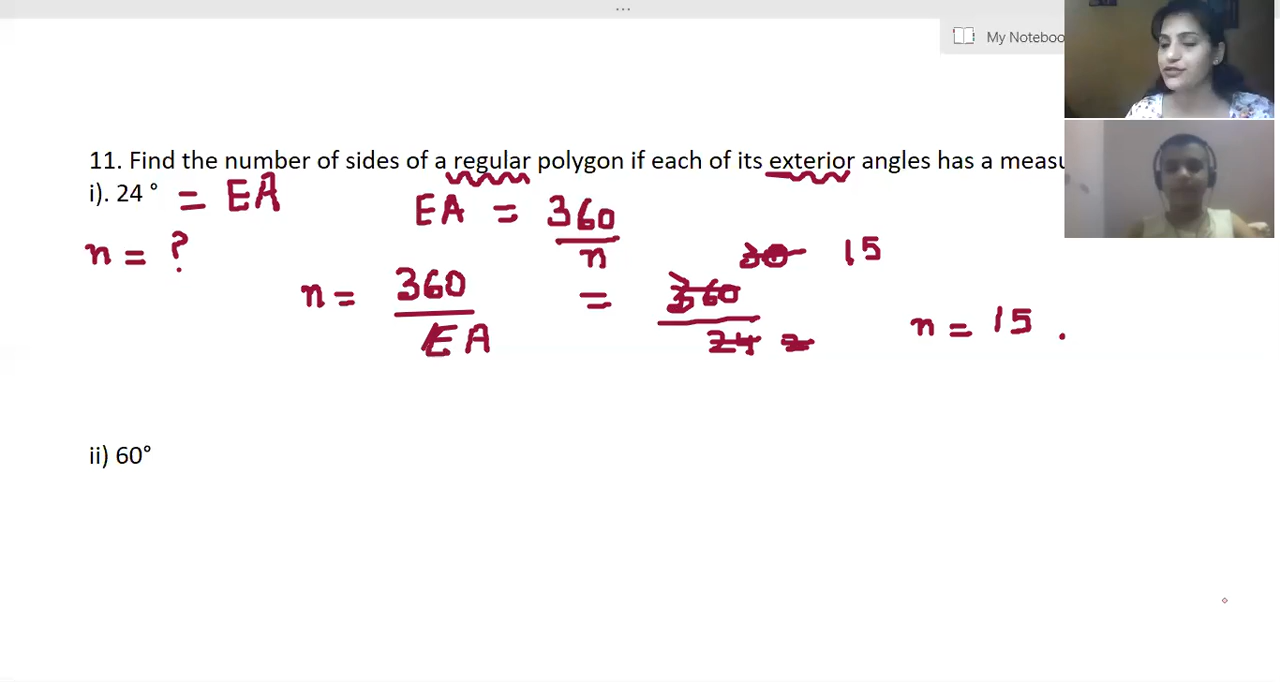 ...
My Noteboo
11. Find the number of sides of a regular polygon if each of its exterior angles has a measu
i). 24 ° = EA
EA = 360/n
n = ?
30 15
n = 360/EA = 360/24 2
n = 15 .
ii) 60°